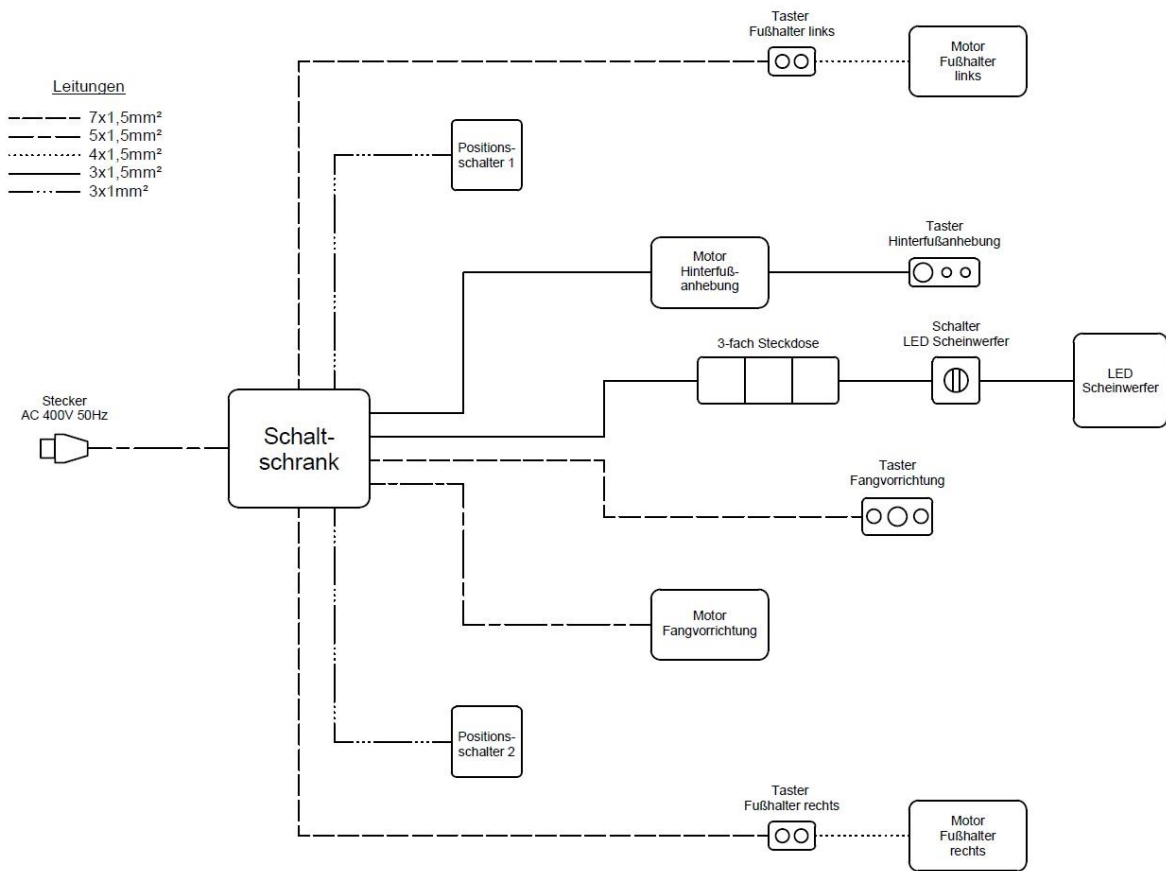 Taster
Fußhalter links
Motor
Fußhalter
links
Leitungen
7x1,5mm²
5x1,5mm²
4x1,5mm²
3x1,5mm²
3x1mm²
Positions-
schalter 1
Taster
Hinterfußanhebung
Motor
Hinterfuß-
anhebung
3-fach Steckdose
Schalter
LED Scheinwerfer
LED
Scheinwerfer
Stecker
AC 400V 50Hz
Schalt-
schrank
Taster
Fangvorrichtung
Motor
Fangvorrichtung
Positions-
schalter 2
Taster
Fußhalter rechts
Motor
Fußhalter
rechts